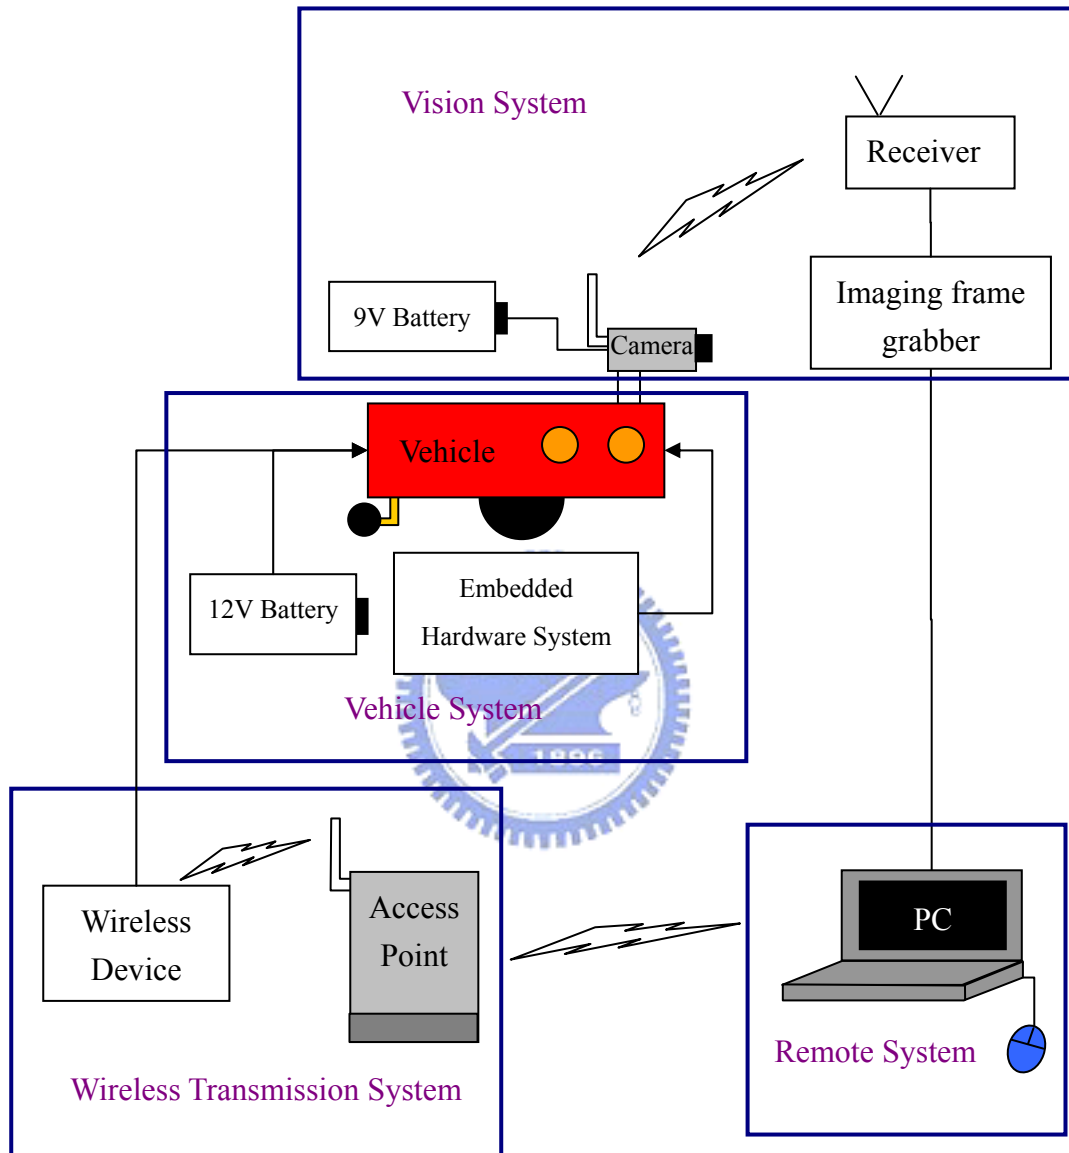 Vision System
Receiver
Imaging frame
grabber
9V Battery
Camera
Vehicle
12V Battery
Embedded
Hardware System
Vehicle System
1896
Wireless
Device
Access
Point
PC
Remote System
Wireless Transmission System